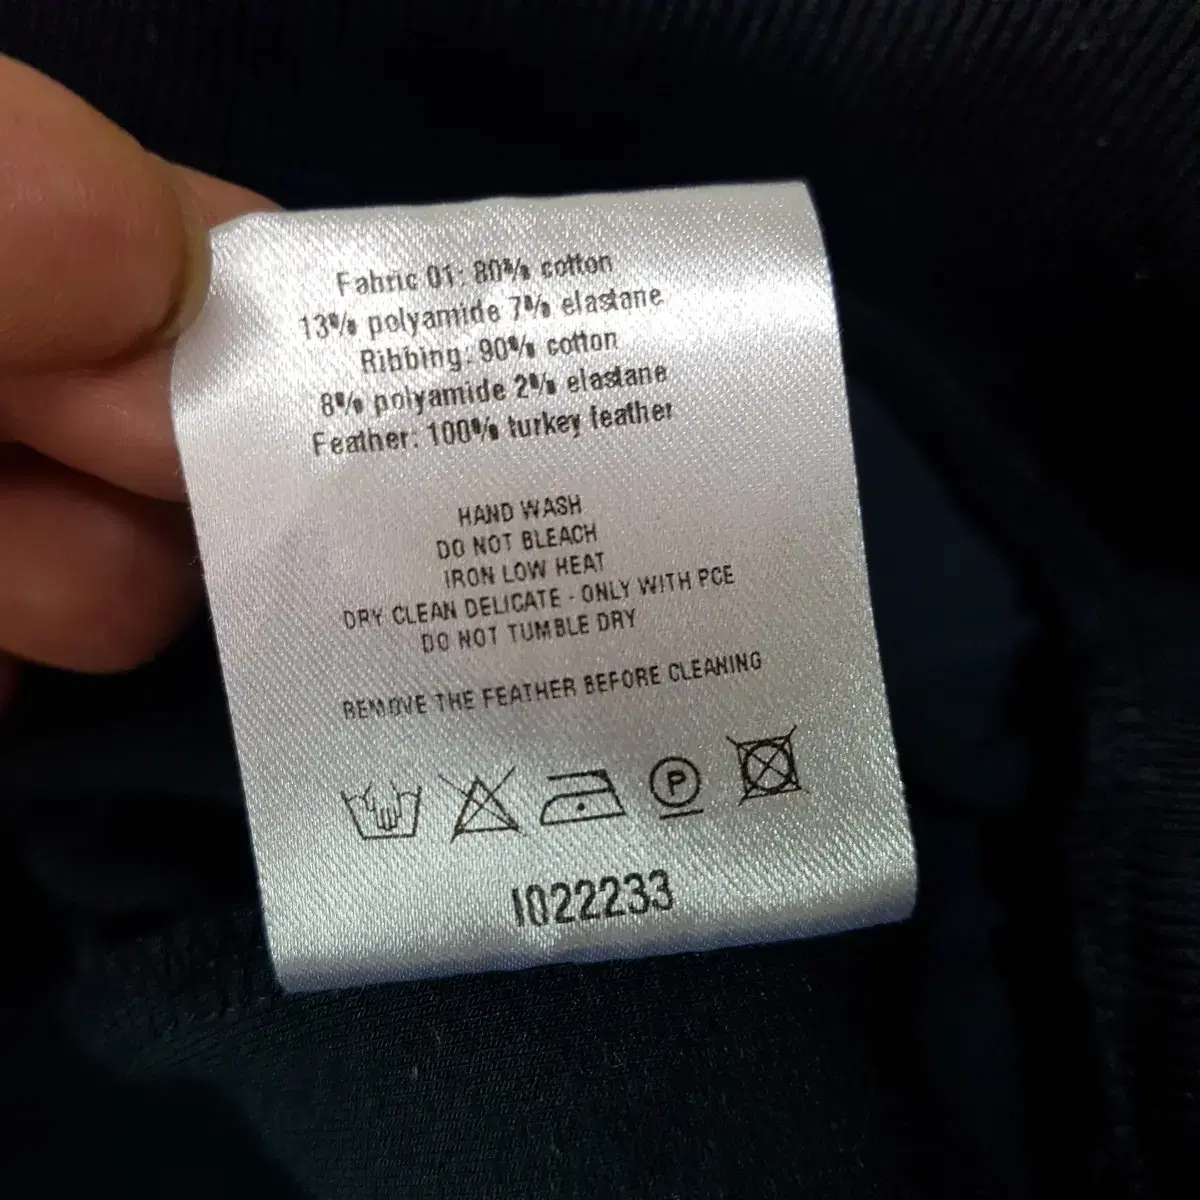 Fabric 01: 80% cotton
13% polyamide 7% elastane
Ribbing: 90% cotton
8% polyamide 2% elastane
Feather: 100% turkey feather
HAND WASH
DO NOT BLEACH
IRON LOW HEAT
DRY CLEAN DELICATE - ONLY WITH PCE
DO NOT TUMBLE DRY
REMOVE THE FEATHER BEFORE CLEANING
P
1022233